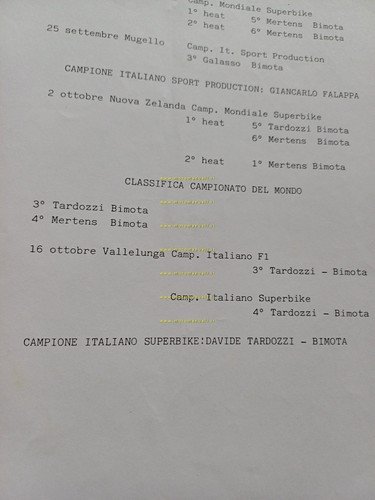 Camp. Mondiale Superbike
1° heat 5° Mertens Bimota
2° heat 6° Mertens Bimota
25 settembre Mugello
Camp. It. Sport Production
3° Galasso Bimota
CAMPIONE ITALIANO SPORT PRODUCTION: GIANCARLO FALAPPA
2 ottobre Nuova Zelanda Camp. Mondiale Superbike
1° heat 5° Tardozzi Bimota
6° Mertens Bimota
2° heat 1° Mertens Bimota
CLASSIFICA CAMPIONATO DEL MONDO
3° Tardozzi Bimota
4° Mertens Bimota
16 ottobre Vallelunga Camp. Italiano F1
3° Tardozzi - Bimota
Camp. Italiano Superbike
4° Tardozzi - Bimota
CAMPIONE ITALIANO SUPERBIKE:DAVIDE TARDOZZI - BIMOTA